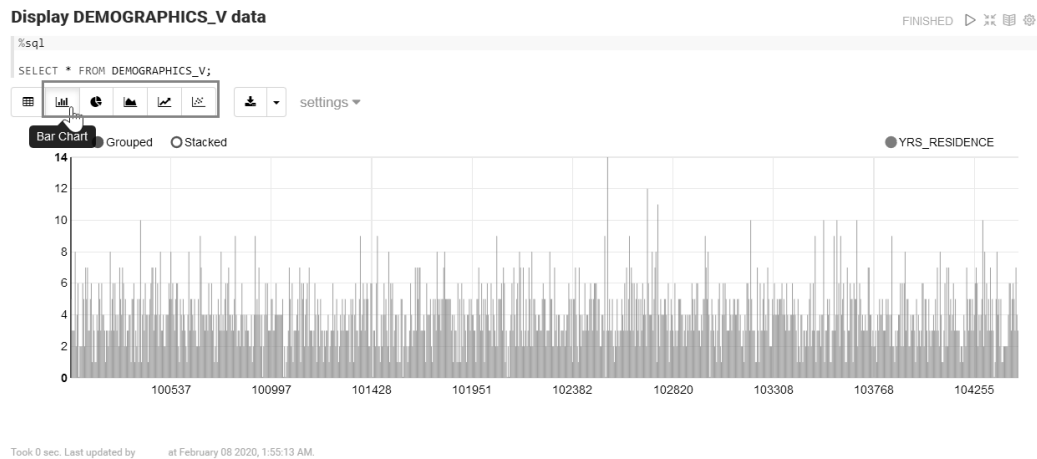 Display DEMOGRAPHICS_V data
FINISHED
%sql
SELECT * FROM DEMOGRAPHICS_V;
settings
Bar Chart
Grouped Stacked YRS_RESIDENCE
14
12
10
8
6
4
2
0
100537 100997 101428 101951 102382 102820 103308 103768 104255
Took 0 sec. Last updated by at February 08 2020, 1:55:13 AM.